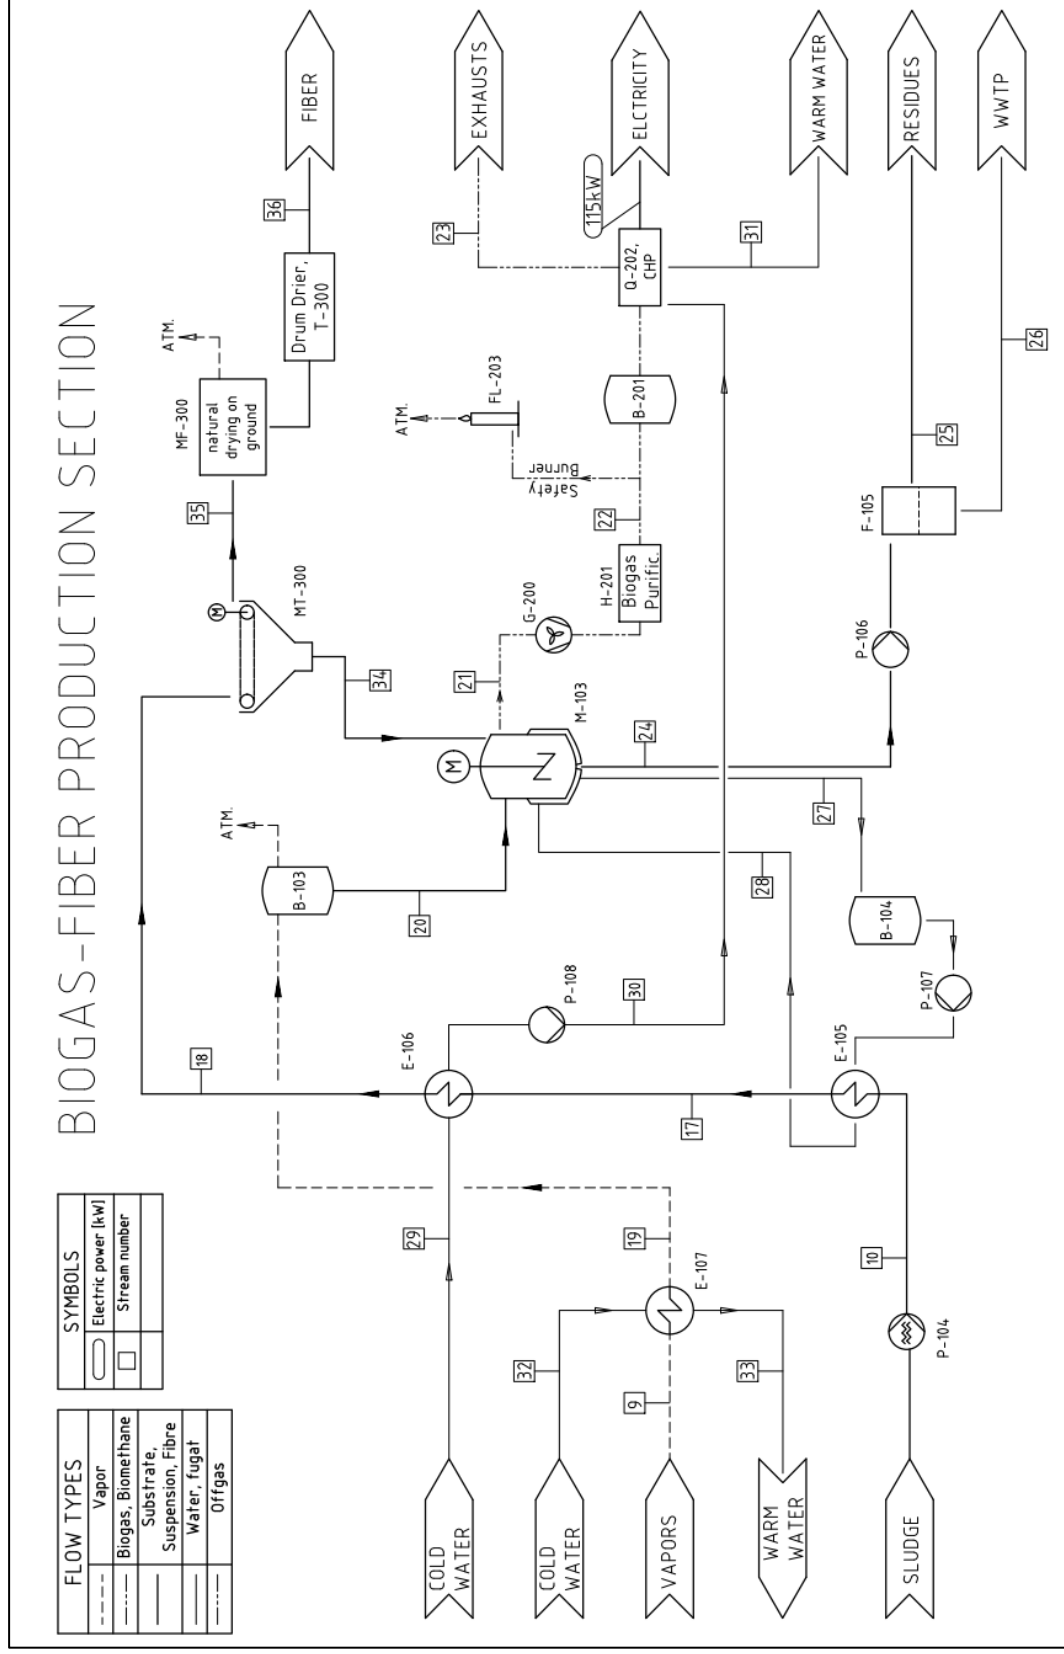 BIOGAS-FIBER PRODUCTION SECTION
FLOW TYPES
Vapor
Biogas, Biomethane
Substrate,
Suspension, Fibre
Water, fugat
Offgas
SYMBOLS
Electric power [kW]
Stream number
COLD
WATER
COLD
WATER
VAPORS
WARM
WATER
SLUDGE
29
32
9
33
10
P-104
19
E-107
18
E-106
17
E-105
P-108
30
P-107
B-104
28
27
ATM.
B-103
20
M
M-103
24
34
21
G-200
M
MT-300
35
MF-300
natural
drying on
ground
ATM.
Drum Drier,
T-300
36
FIBER
H-201
Biogas
Purific.
22
Safety
Burner
ATM.
FL-203
B-201
Q-202,
CHP
23
EXHAUSTS
115kW
ELCTRICITY
31
WARM WATER
P-106
F-105
25
RESIDUES
26
WWTP